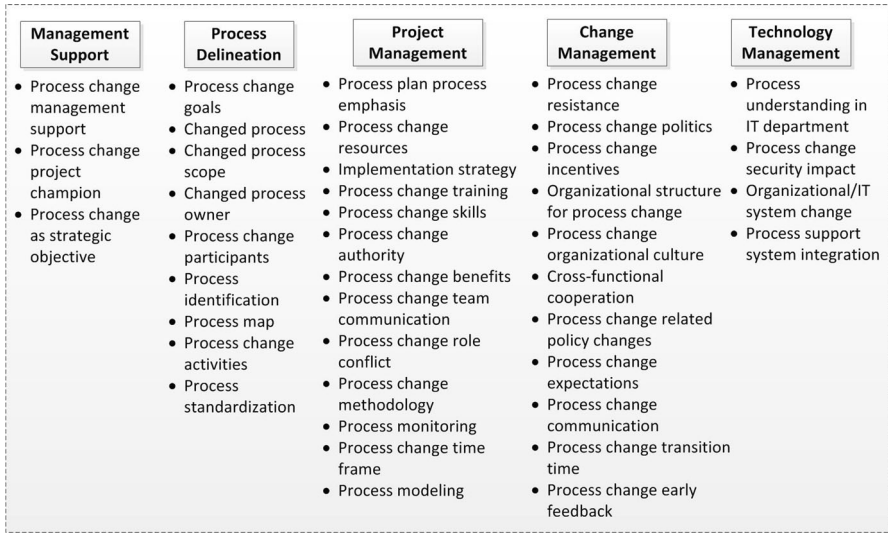 Management
Support
• Process change
management
support
• Process change
project
champion
• Process change
as strategic
objective
Process
Delineation
• Process change
goals
• Changed process
• Changed process
scope
• Changed process
owner
• Process change
participants
• Process
identification
• Process map
• Process change
activities
• Process
standardization
Project
Management
• Process plan process
emphasis
• Process change
resources
• Implementation strategy
• Process change training
• Process change skills
• Process change
authority
• Process change benefits
• Process change team
communication
• Process change role
conflict
• Process change
methodology
• Process monitoring
• Process change time
frame
• Process modeling
Change
Management
• Process change
resistance
• Process change politics
• Process change
incentives
• Organizational structure
for process change
• Process change
organizational culture
• Cross-functional
cooperation
• Process change related
policy changes
• Process change
expectations
• Process change
communication
• Process change transition
time
• Process change early
feedback
Technology
Management
• Process
understanding in
IT department
• Process change
security impact
• Organizational/IT
system change
• Process support
system integration